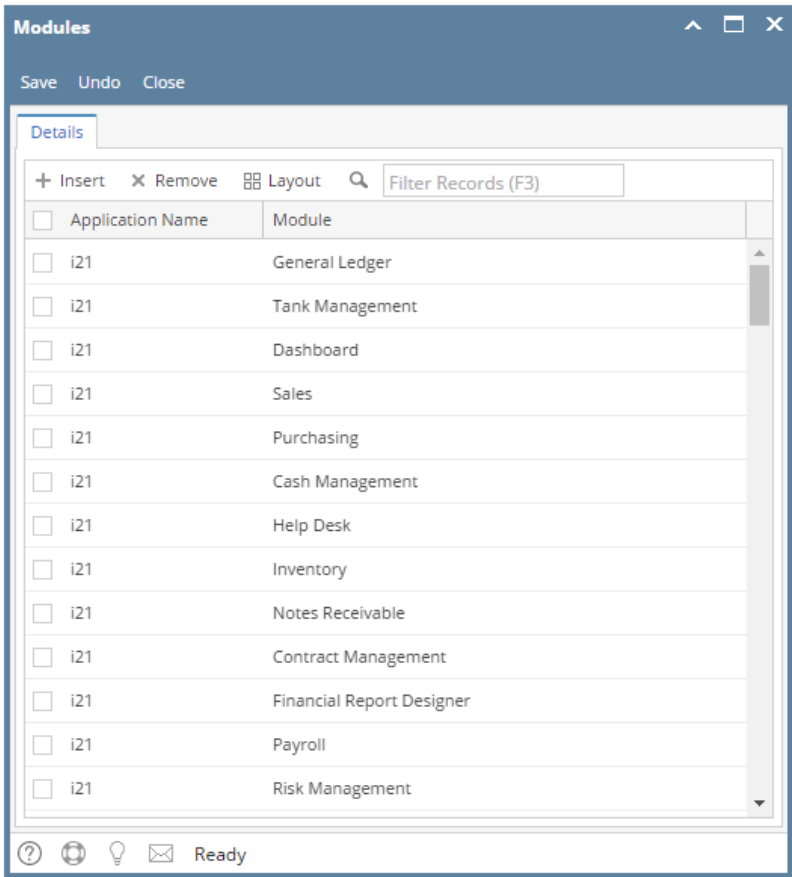 Modules
Save Undo Close
Details
Insert Remove Layout Filter Records (F3)
Application Name Module
i21 General Ledger
i21 Tank Management
i21 Dashboard
i21 Sales
i21 Purchasing
i21 Cash Management
i21 Help Desk
i21 Inventory
i21 Notes Receivable
i21 Contract Management
i21 Financial Report Designer
i21 Payroll
i21 Risk Management
Ready